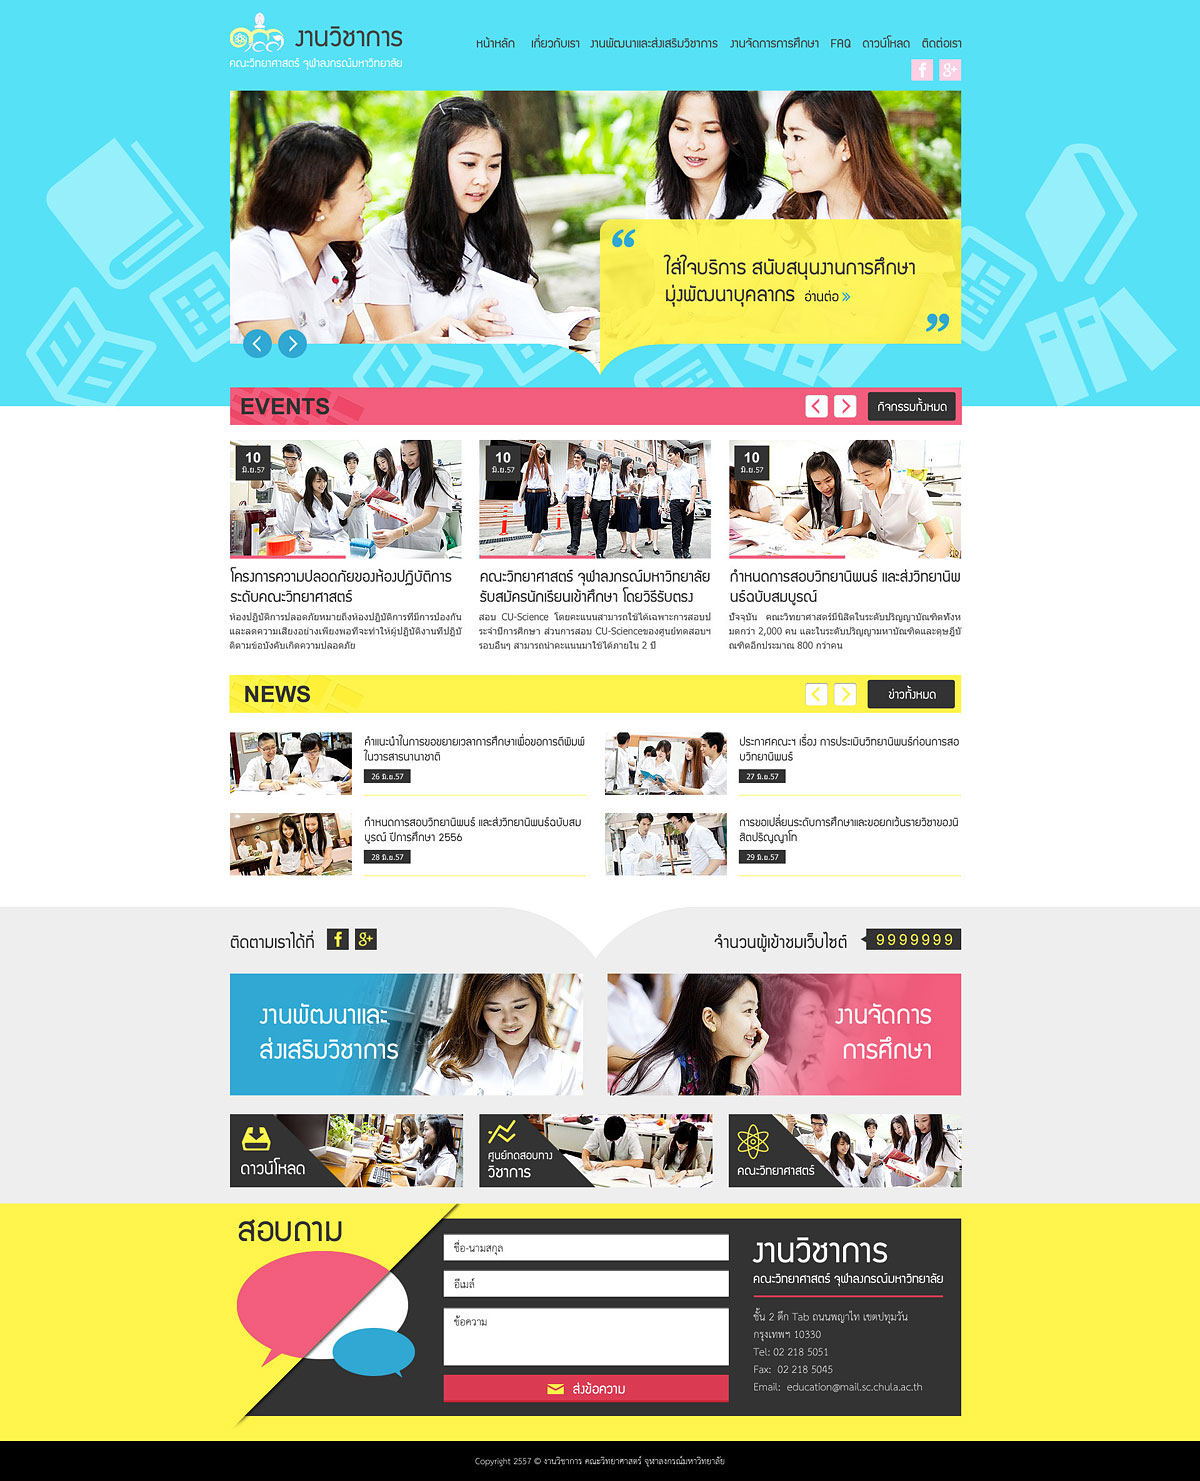 งานวิชาการ
คณะวิทยาศาสตร์ จุฬาลงกรณ์มหาวิทยาลัย
หน้าหลัก เกี่ยวกับเรา งานพัฒนาและส่งเสริมวิชาการ งานจัดการการศึกษา FAQ ดาวน์โหลด ติดต่อเรา
ใส่ใจบริการ สนับสนุนงานการศึกษา
มุ่งพัฒนาบุคลากร อ่านต่อ »
EVENTS
กิจกรรมทั้งหมด
10
มิ.ย.57
10
มิ.ย.57
10
มิ.ย.57
โครงการความปลอดภัยของห้องปฏิบัติการ
ระดับคณะวิทยาศาสตร์
ห้องปฏิบัติการปลอดภัยหมายถึงห้องปฏิบัติการที่มีการป้องกัน
และลดความเสี่ยงอย่างเพียงพอที่จะทำให้ผู้ปฏิบัติงานที่ปฏิบั
ติตามข้อบังคับเกิดความปลอดภัย
คณะวิทยาศาสตร์ จุฬาลงกรณ์มหาวิทยาลัย
รับสมัครนักเรียนเข้าศึกษา โดยวิธีรับตรง
สอบ CU-Science โดยคะแนนสามารถใช้ได้เฉพาะการสอบป
ระจำปีการศึกษา ส่วนการสอบ CU-Scienceของศูนย์ทดสอบฯ
รอบอื่นๆ สามารถนำคะแนนมาใช้ได้ภายใน 2 ปี
กำหนดการสอบวิทยานิพนธ์ และส่งวิทยานิพ
นธ์ฉบับสมบูรณ์
ปัจจุบัน คณะวิทยาศาสตร์มีนิสิตในระดับปริญญาบัณฑิตทั้งห
มดกว่า 2,000 คน และในระดับปริญญามหาบัณฑิตและดุษฎีบั
ณฑิตอีกประมาณ 800 กว่าคน
NEWS
ข่าวทั้งหมด
คำแนะนำในการขอขยายเวลาการศึกษาเพื่อขอการตีพิมพ์
ในวารสารนานาชาติ
26 มิ.ย.57
ประกาศคณะฯ เรื่อง การประเมินวิทยานิพนธ์ก่อนการสอ
บวิทยานิพนธ์
27 มิ.ย.57
กำหนดการสอบวิทยานิพนธ์ และส่งวิทยานิพนธ์ฉบับสม
บูรณ์ ปีการศึกษา 2556
28 มิ.ย.57
การขอเปลี่ยนระดับการศึกษาและขอยกเว้นรายวิชาของนิ
สิตปริญญาโท
29 มิ.ย.57
ติดตามเราได้ที่
จำนวนผู้เข้าชมเว็บไซต์ 9999999
งานพัฒนาและ
ส่งเสริมวิชาการ
งานจัดการ
การศึกษา
ดาวน์โหลด
ศูนย์ทดสอบทาง
วิชาการ
คณะวิทยาศาสตร์
สอบถาม
ชื่อ-นามสกุล
อีเมล์
ข้อความ
ส่งข้อความ
งานวิชาการ
คณะวิทยาศาสตร์ จุฬาลงกรณ์มหาวิทยาลัย
ชั้น 2 ตึก Tab ถนนพญาไท เขตปทุมวัน
กรุงเทพฯ 10330
Tel: 02 218 5051
Fax: 02 218 5045
Email: education@mail.sc.chula.ac.th
Copyright 2557 © งานวิชาการ คณะวิทยาศาสตร์ จุฬาลงกรณ์มหาวิทยาลัย